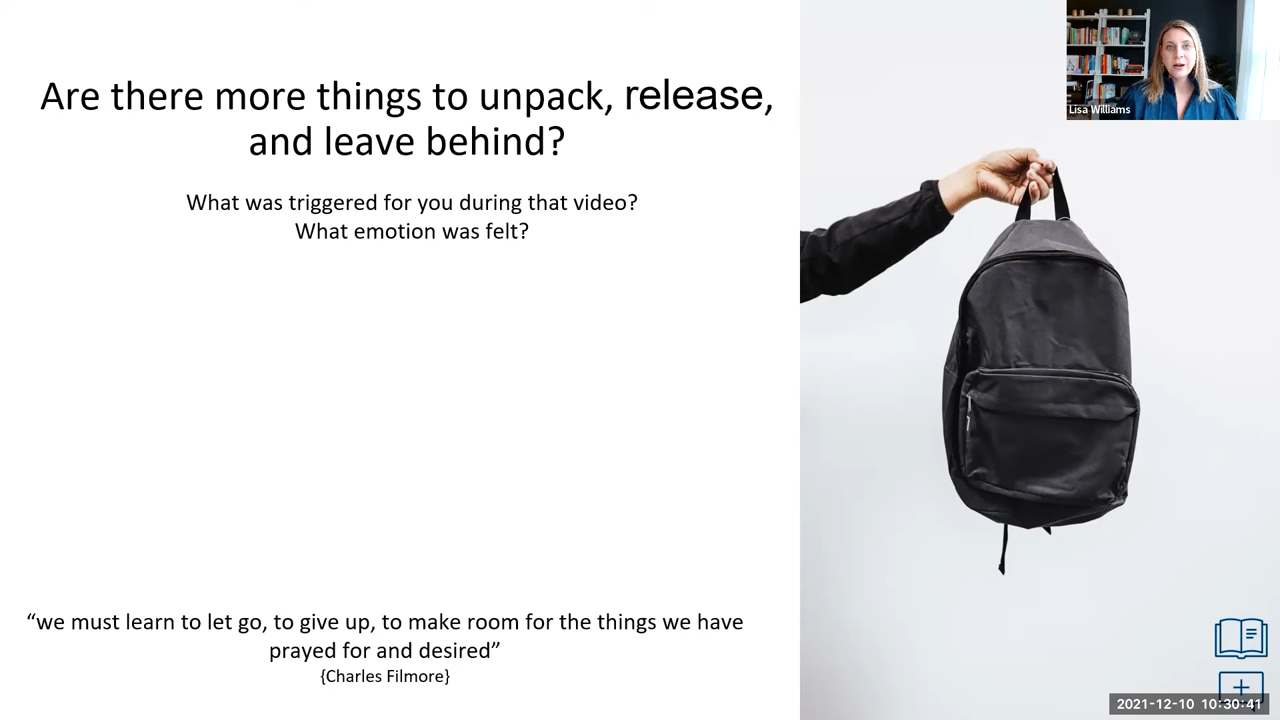 Are there more things to unpack, release,
and leave behind?
What was triggered for you during that video?
What emotion was felt?
“we must learn to let go, to give up, to make room for the things we have
prayed for and desired”
{Charles Filmore}
Lisa Williams
2021-12-10 10:30:41